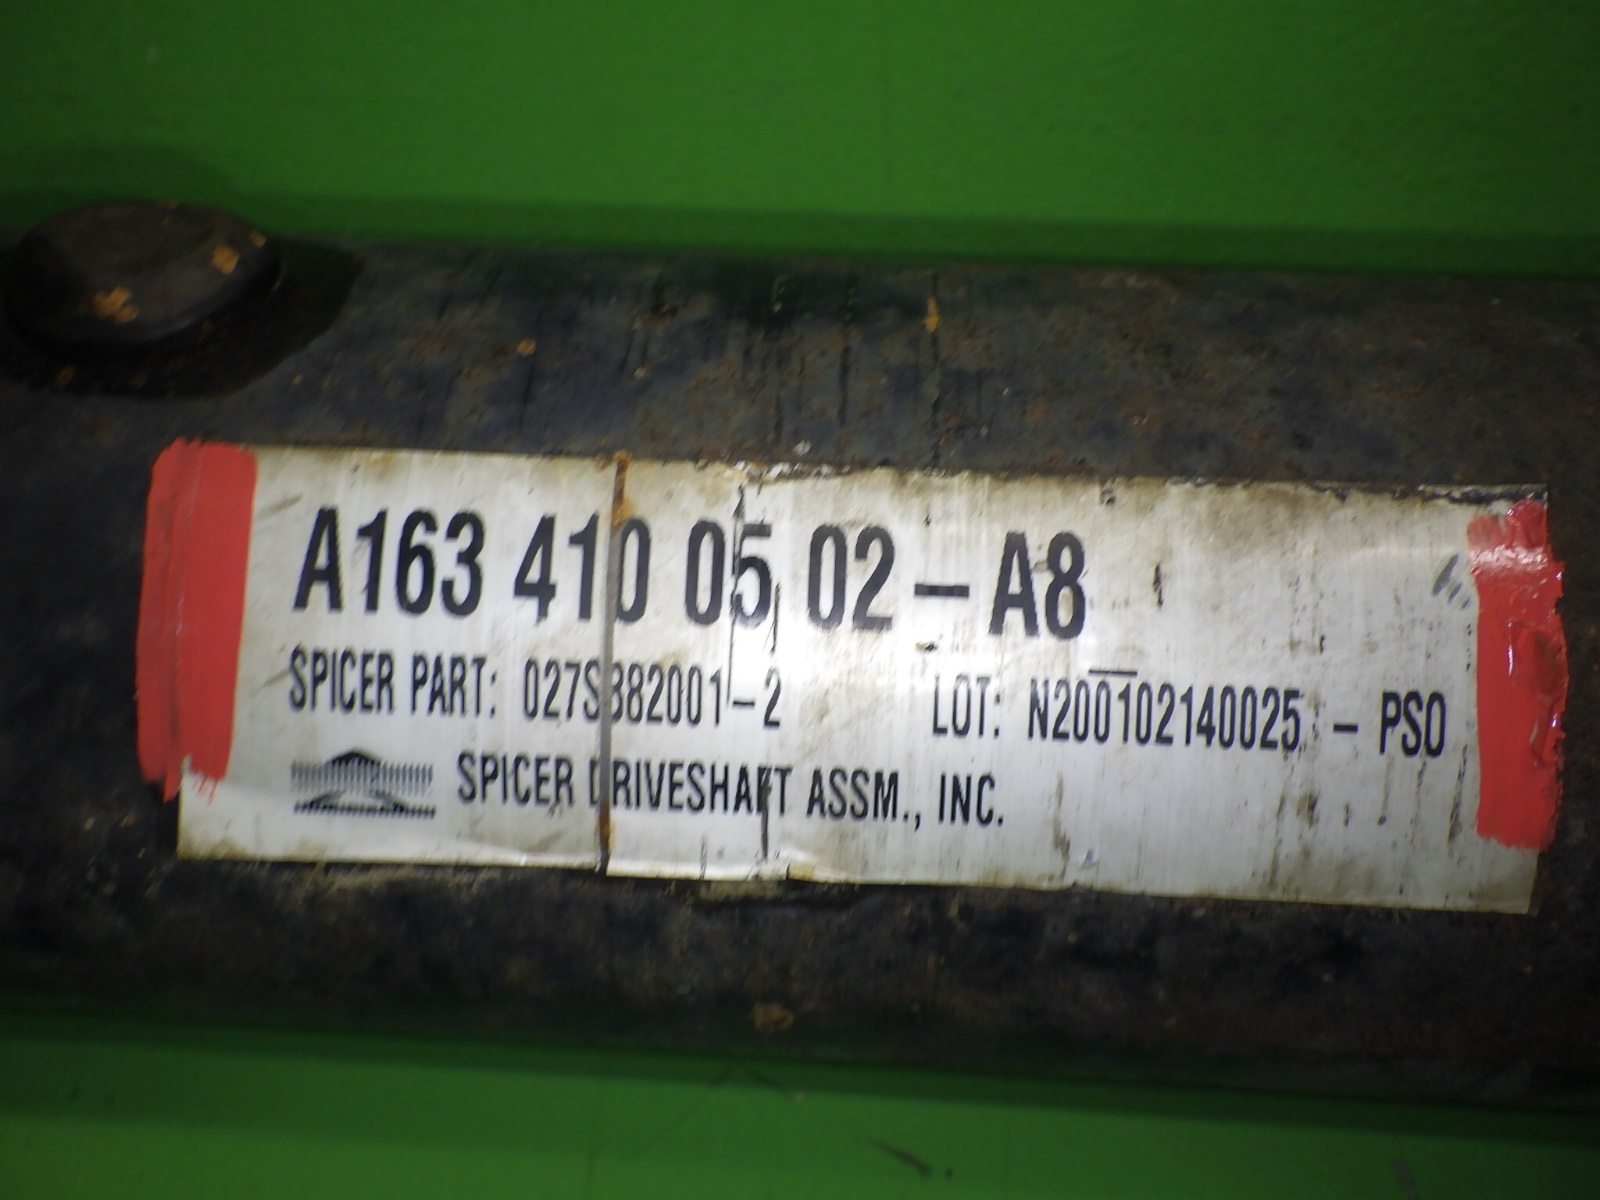 A163 410 05 02 - A8
SPICER PART: 027S382001-2 LOT: N200102140025 - PSO
SPICER DRIVESHAFT ASSM., INC.